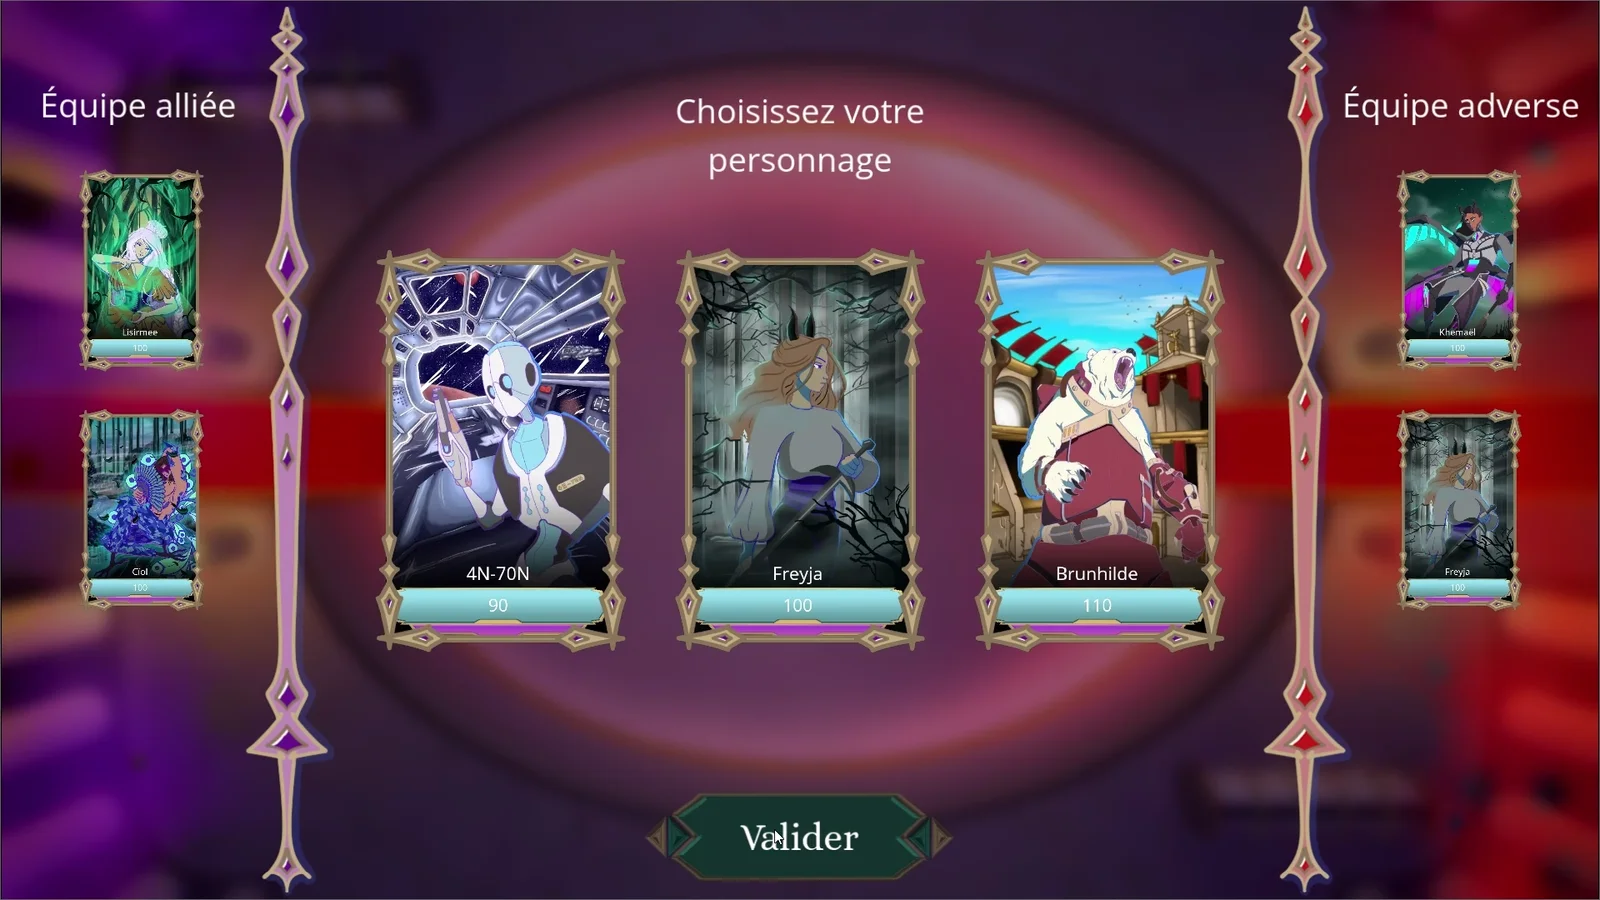 Équipe alliée
Lisirmee
100
Ciol
100
Choisissez votre
personnage
4N-70N
90
Freyja
100
Brunhilde
110
Valider
Équipe adverse
Khemaël
100
Freyja
100